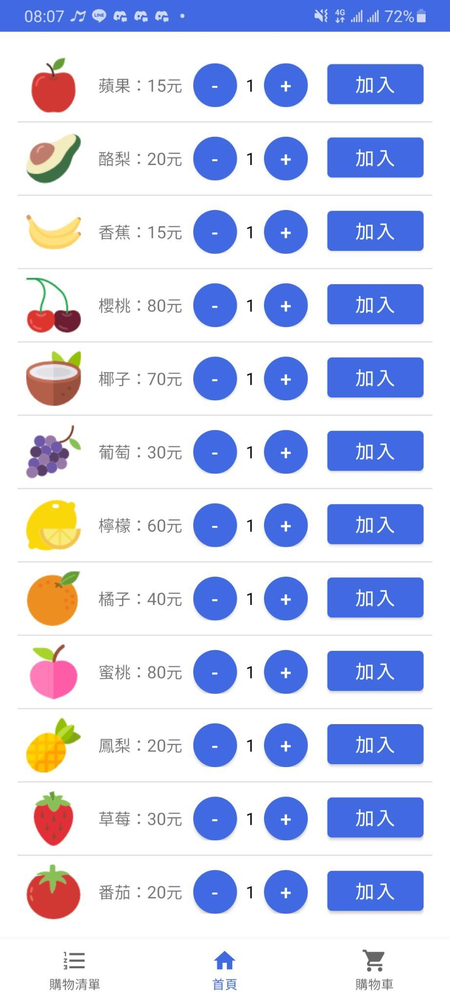 08:07 LINE 4G 72%
蘋果：15元 - 1 + 加入
酪梨：20元 - 1 + 加入
香蕉：15元 - 1 + 加入
櫻桃：80元 - 1 + 加入
椰子：70元 - 1 + 加入
葡萄：30元 - 1 + 加入
檸檬：60元 - 1 + 加入
橘子：40元 - 1 + 加入
蜜桃：80元 - 1 + 加入
鳳梨：20元 - 1 + 加入
草莓：30元 - 1 + 加入
番茄：20元 - 1 + 加入
購物清單 首頁 購物車